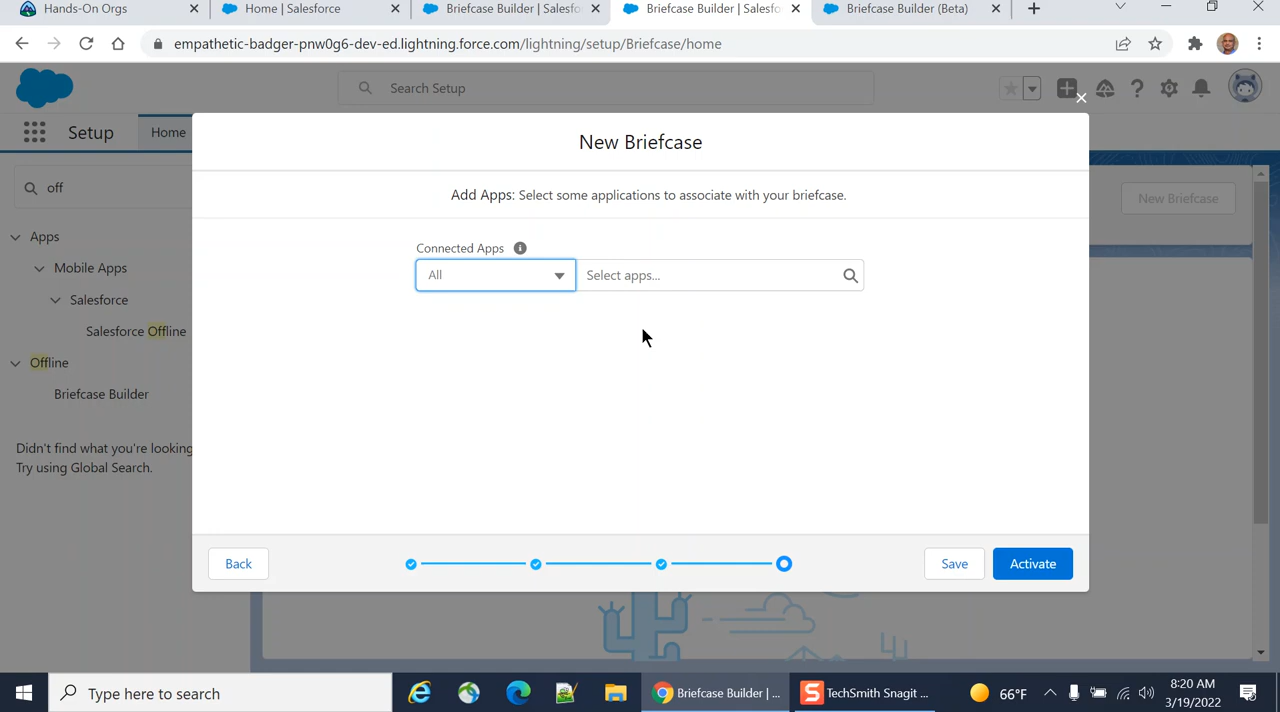 Hands-On Orgs
Home | Salesforce
Briefcase Builder | Salesfo
Briefcase Builder | Salesfo
Briefcase Builder (Beta)
empathetic-badger-pnw0g6-dev-ed.lightning.force.com/lightning/setup/Briefcase/home
Search Setup
Setup
Home
New Briefcase
off
Add Apps: Select some applications to associate with your briefcase.
New Briefcase
Apps
Connected Apps
Mobile Apps
All
Select apps...
Salesforce
Salesforce Offline
Offline
Briefcase Builder
Didn't find what you're looking
Try using Global Search.
Back
Save
Activate
Type here to search
Briefcase Builder | ...
TechSmith Snagit ...
66°F
8:20 AM
3/19/2022